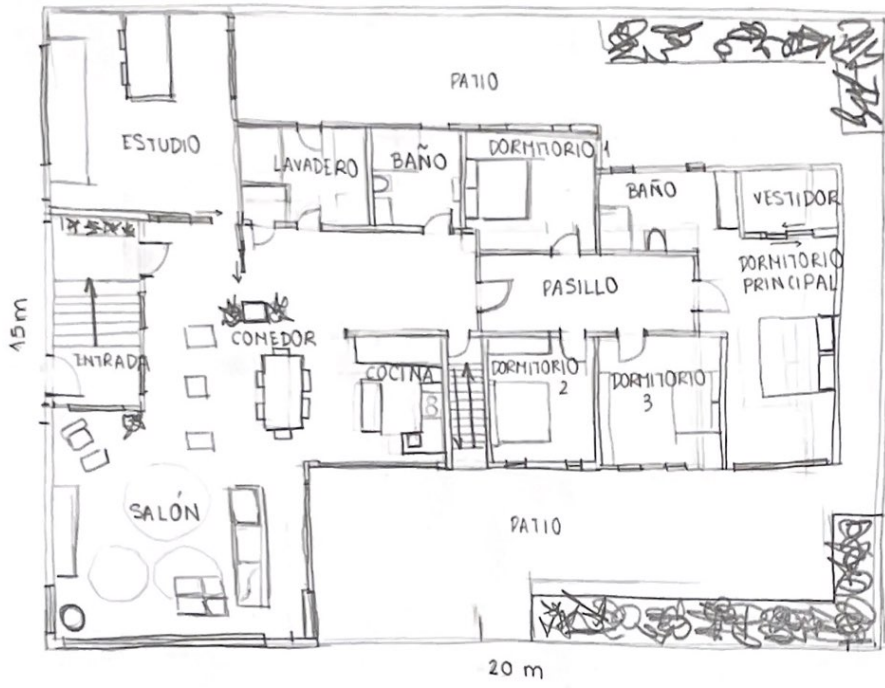 PATIO
ESTUDIO
LAVADERO
BAÑO
DORMITORIO 1
BAÑO
VESTIDOR
DORMITORIO
PRINCIPAL
PASILLO
15m
ENTRADA
COMEDOR
COCINA
DORMITORIO
2
DORMITORIO
3
SALÓN
PATIO
20 m